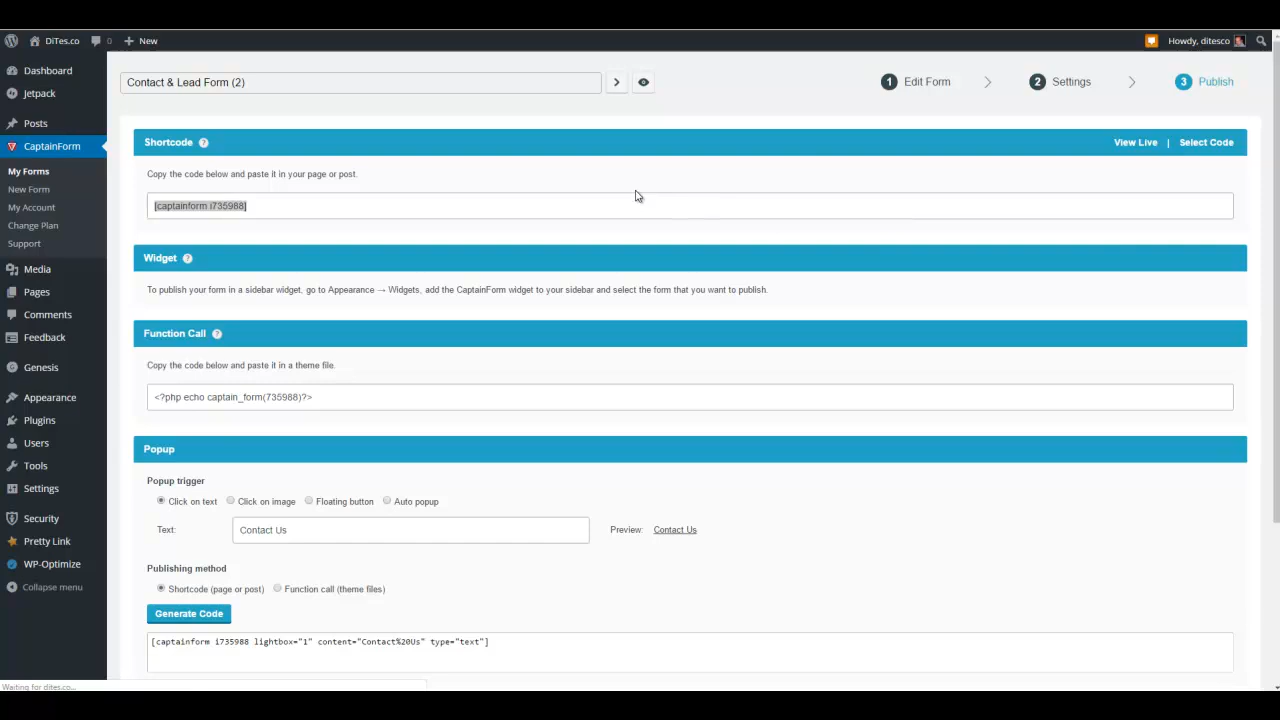 DiTes.co 0 New Howdy, ditesco
Dashboard
Jetpack
Posts
CaptainForm
My Forms
New Form
My Account
Change Plan
Support
Media
Pages
Comments
Feedback
Genesis
Appearance
Plugins
Users
Tools
Settings
Security
Pretty Link
WP-Optimize
Collapse menu
Contact & Lead Form (2)
1 Edit Form 2 Settings 3 Publish
Shortcode ? View Live | Select Code
Copy the code below and paste it in your page or post.
[captainform i735988]
Widget ?
To publish your form in a sidebar widget, go to Appearance → Widgets, add the CaptainForm widget to your sidebar and select the form that you want to publish.
Function Call ?
Copy the code below and paste it in a theme file.
<?php echo captain_form(735988)?>
Popup
Popup trigger
Click on text Click on image Floating button Auto popup
Text: Contact Us Preview: Contact Us
Publishing method
Shortcode (page or post) Function call (theme files)
Generate Code
[captainform i735988 lightbox="1" content="Contact%20Us" type="text"]
Waiting for dites.co...